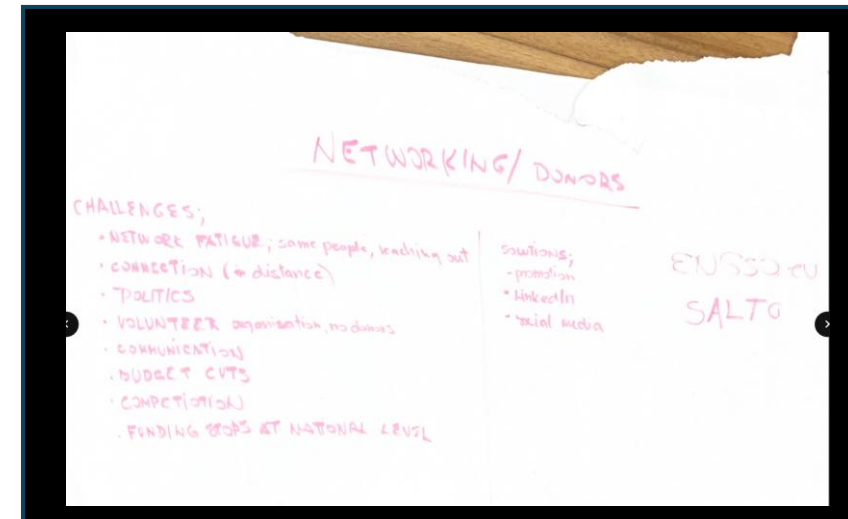 NETWORKING/ DONORS
CHALLENGES;
• NETWORK FATIGUE; same people, reaching out
• CONNECTION (+ distance)
• POLITICS
• VOLUNTEER organisation, no donors
• COMMUNICATION
• BUDGET CUTS
• COMPETITION
• FUNDING STOPS AT NATIONAL LEVEL
SOLUTIONS;
- promotion
• LinkedIn
- social media
SALTO